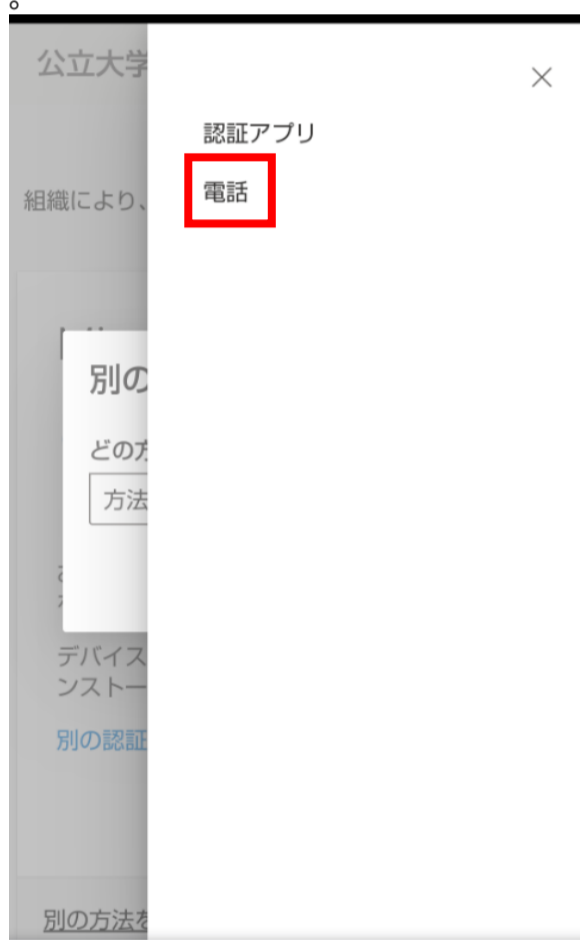 。
公立大学
認証アプリ
電話
組織により、
別の
どの方
方法
デバイス
ンストー
別の認証
別の方法を